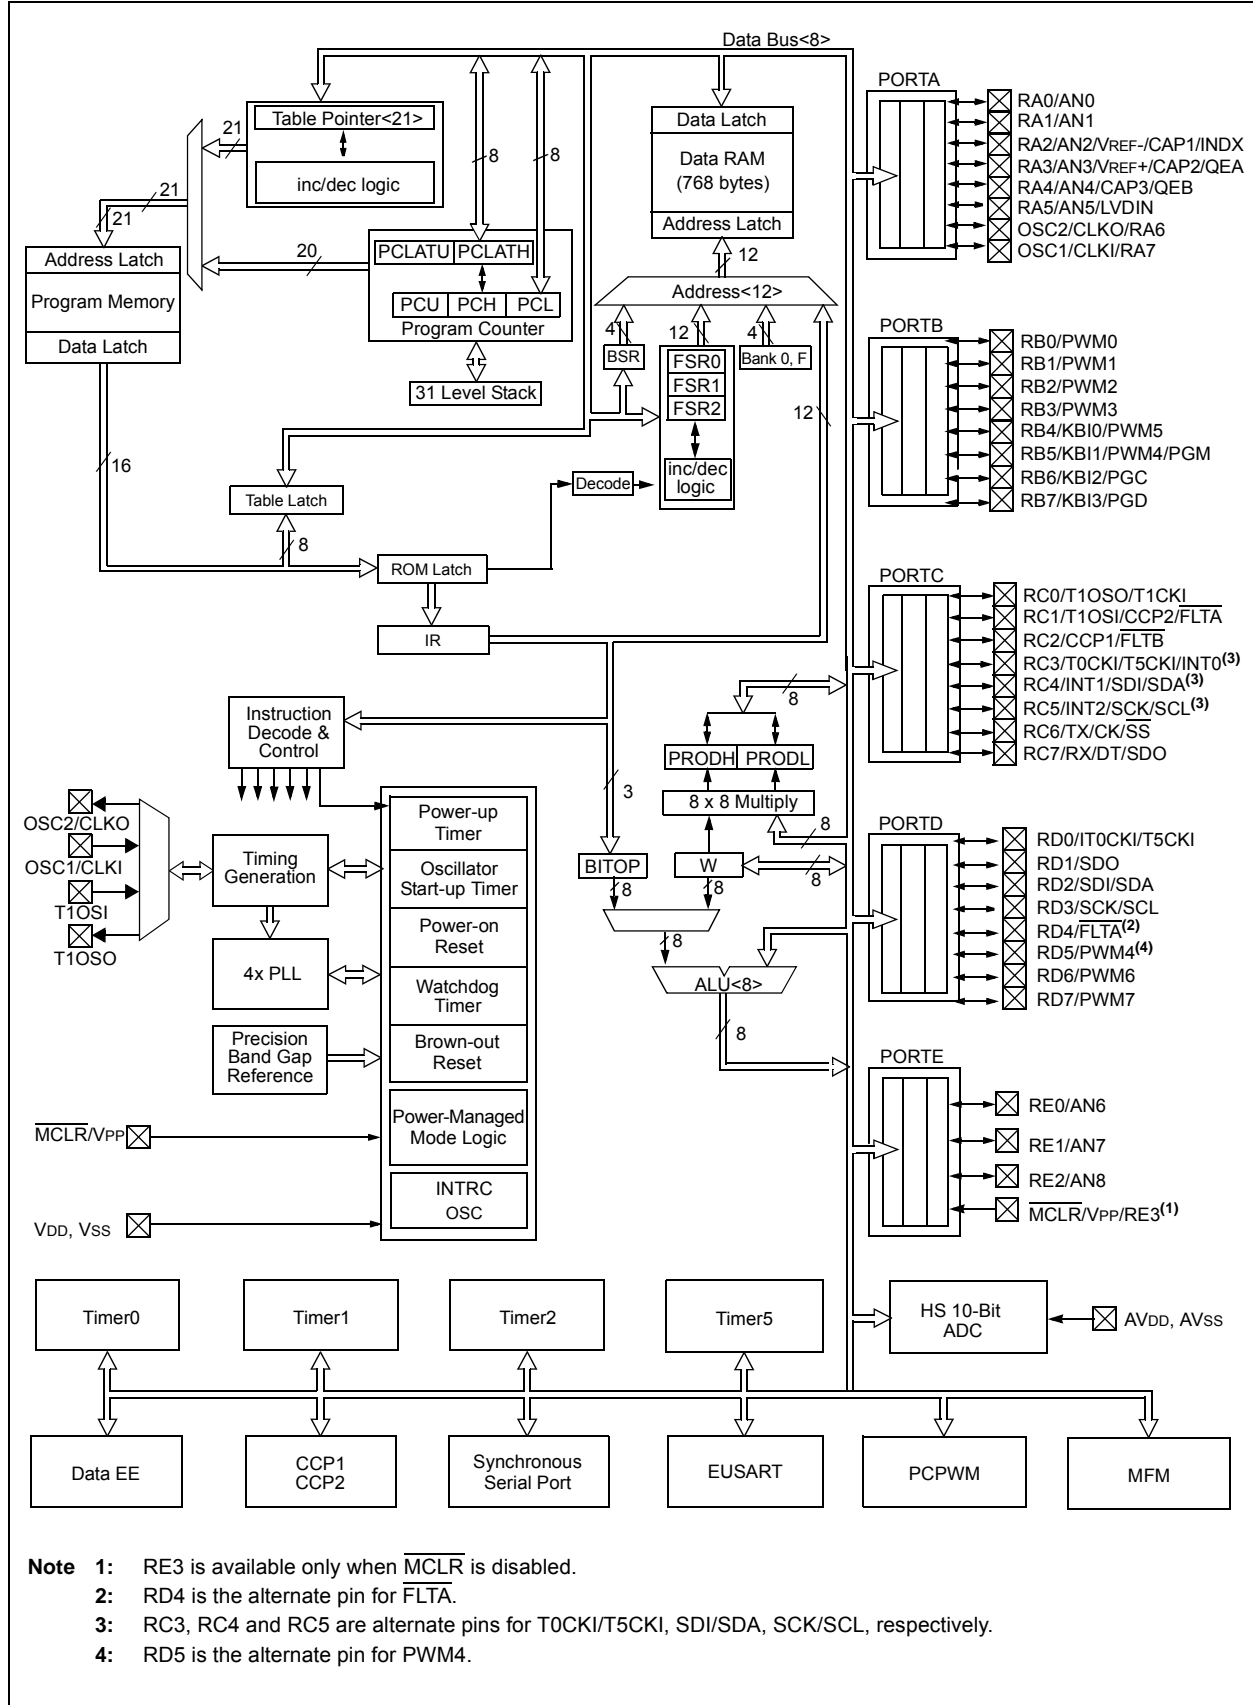 Data Bus<8>
Table Pointer<21>
inc/dec logic
21
21
21
20
8
8
Address Latch
Program Memory
Data Latch
PCLATU PCLATH
PCU PCH PCL
Program Counter
31 Level Stack
Data Latch
Data RAM
(768 bytes)
Address Latch
12
Address<12>
4
12
4
BSR
FSR0
FSR1
FSR2
inc/dec
logic
Bank 0, F
12
16
Table Latch
8
Decode
ROM Latch
IR
Instruction
Decode &
Control
8
PRODH PRODL
8 x 8 Multiply
3
8
BITOP
W
8
8
8
8
ALU<8>
8
OSC2/CLKO
OSC1/CLKI
T1OSI
T1OSO
Timing
Generation
4x PLL
Precision
Band Gap
Reference
Power-up
Timer
Oscillator
Start-up Timer
Power-on
Reset
Watchdog
Timer
Brown-out
Reset
Power-Managed
Mode Logic
INTRC
OSC
MCLR/VPP
VDD, VSS
PORTA
RA0/AN0
RA1/AN1
RA2/AN2/VREF-/CAP1/INDX
RA3/AN3/VREF+/CAP2/QEA
RA4/AN4/CAP3/QEB
RA5/AN5/LVDIN
OSC2/CLKO/RA6
OSC1/CLKI/RA7
PORTB
RB0/PWM0
RB1/PWM1
RB2/PWM2
RB3/PWM3
RB4/KBI0/PWM5
RB5/KBI1/PWM4/PGM
RB6/KBI2/PGC
RB7/KBI3/PGD
PORTC
RC0/T1OSO/T1CKI
RC1/T1OSI/CCP2/FLTA
RC2/CCP1/FLTB
RC3/T0CKI/T5CKI/INT0(3)
RC4/INT1/SDI/SDA(3)
RC5/INT2/SCK/SCL(3)
RC6/TX/CK/SS
RC7/RX/DT/SDO
PORTD
RD0/IT0CKI/T5CKI
RD1/SDO
RD2/SDI/SDA
RD3/SCK/SCL
RD4/FLTA(2)
RD5/PWM4(4)
RD6/PWM6
RD7/PWM7
PORTE
RE0/AN6
RE1/AN7
RE2/AN8
MCLR/VPP/RE3(1)
Timer0
Timer1
Timer2
Timer5
HS 10-Bit
ADC
AVDD, AVSS
Data EE
CCP1
CCP2
Synchronous
Serial Port
EUSART
PCPWM
MFM
Note 1: RE3 is available only when MCLR is disabled.
2: RD4 is the alternate pin for FLTA.
3: RC3, RC4 and RC5 are alternate pins for T0CKI/T5CKI, SDI/SDA, SCK/SCL, respectively.
4: RD5 is the alternate pin for PWM4.